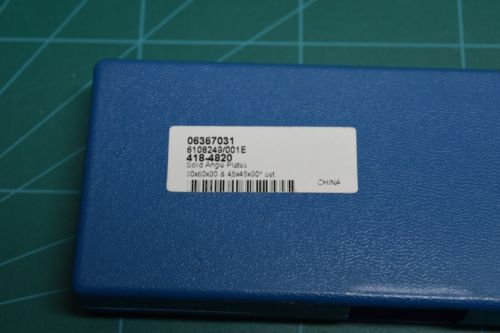 06367031
6108249/001E
418-4820
Solid Angle Plates
30x60x90 & 45x45x90° set
CHINA